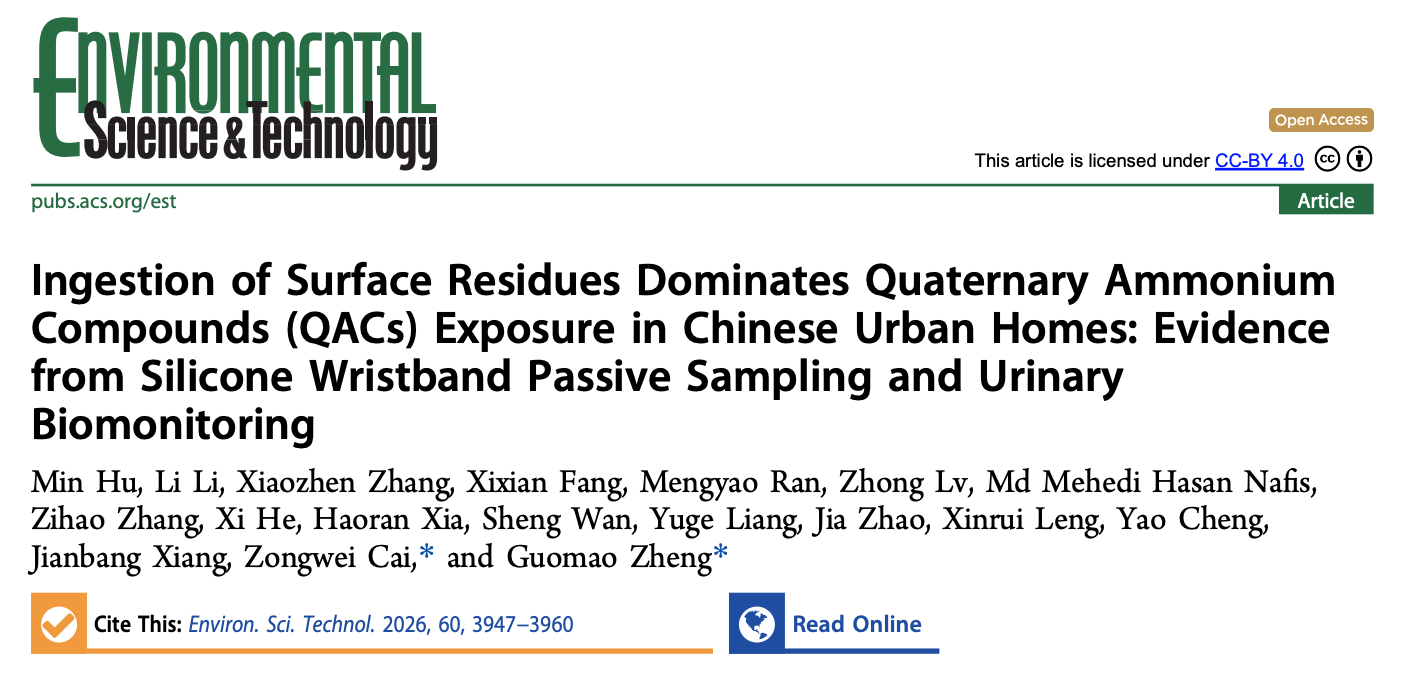 ENVIRONMENTAL
Science & Technology
Open Access
This article is licensed under CC-BY 4.0
cc
pubs.acs.org/est
Article
Ingestion of Surface Residues Dominates Quaternary Ammonium
Compounds (QACs) Exposure in Chinese Urban Homes: Evidence
from Silicone Wristband Passive Sampling and Urinary
Biomonitoring
Min Hu, Li Li, Xiaozhen Zhang, Xixian Fang, Mengyao Ran, Zhong Lv, Md Mehedi Hasan Nafis,
Zihao Zhang, Xi He, Haoran Xia, Sheng Wan, Yuge Liang, Jia Zhao, Xinrui Leng, Yao Cheng,
Jianbang Xiang, Zongwei Cai,* and Guomao Zheng*
Cite This: Environ. Sci. Technol. 2026, 60, 3947–3960
Read Online